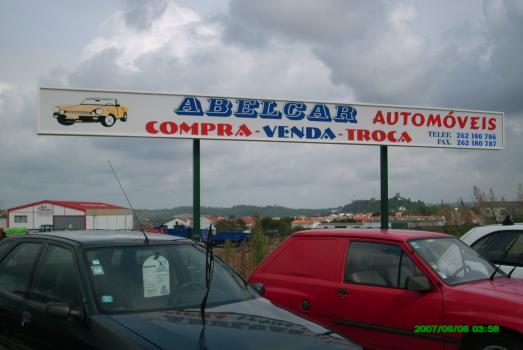 ABELCAR AUTOMÓVEIS
COMPRA-VENDA-TROCA
TELEF. 262 180 786
FAX. 262 180 787
2007/06/06 03:58